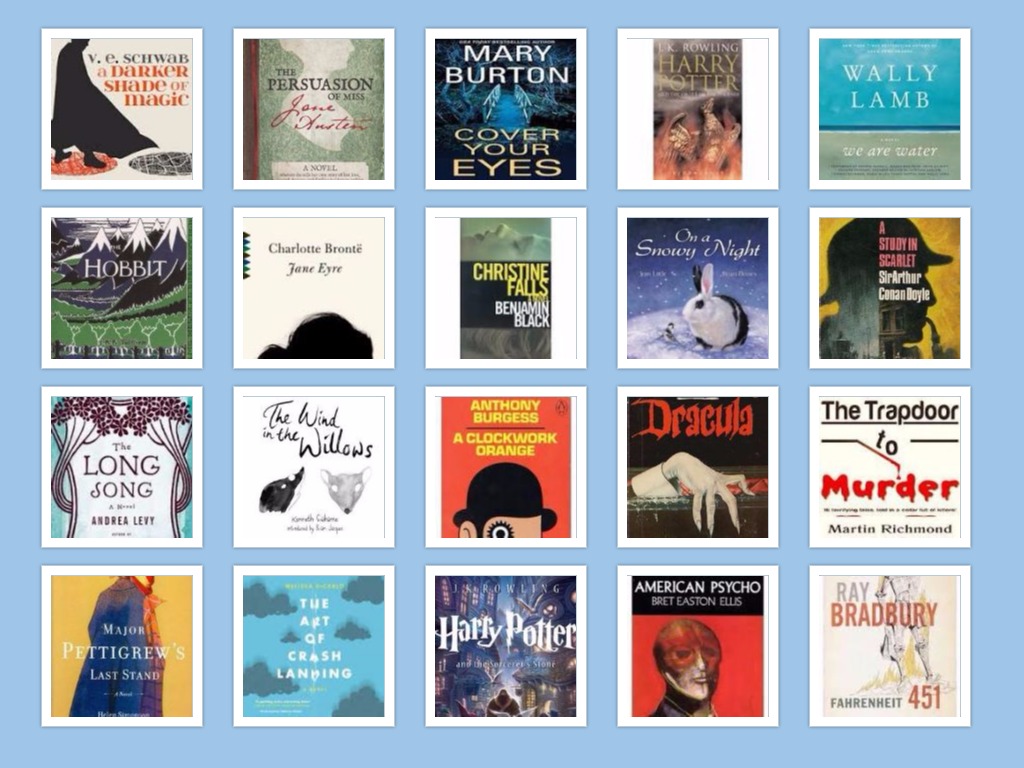 V. E. SCHWAB
a DARKER
SHADE OF
MAGIC
THE
PERSUASION
OF MISS
Jane
Austen
A NOVEL
MARY
BURTON
COVER
YOUR
EYES
J.K. ROWLING
HARRY
POTTER
WALLY
LAMB
we are water
THE
HOBBIT
Charlotte Brontë
Jane Eyre
CHRISTINE
FALLS
BENJAMIN
BLACK
On a
Snowy Night
A
STUDY IN
SCARLET
Sir Arthur
Conan Doyle
The
LONG
SONG
A Novel
ANDREA LEVY
The Wind
in the
Willows
Kenneth Grahame
ANTHONY
BURGESS
A CLOCKWORK
ORANGE
Dracula
The Trapdoor
to
Murder
Martin Richmond
MAJOR
PETTIGREW'S
LAST STAND
A Novel
Helen Simonson
THE
ART
OF
CRASH
LANDING
A NOVEL
J.K. ROWLING
Harry Potter
and the Sorcerer's Stone
AMERICAN PSYCHO
BRET EASTON ELLIS
RAY
BRADBURY
FAHRENHEIT 451